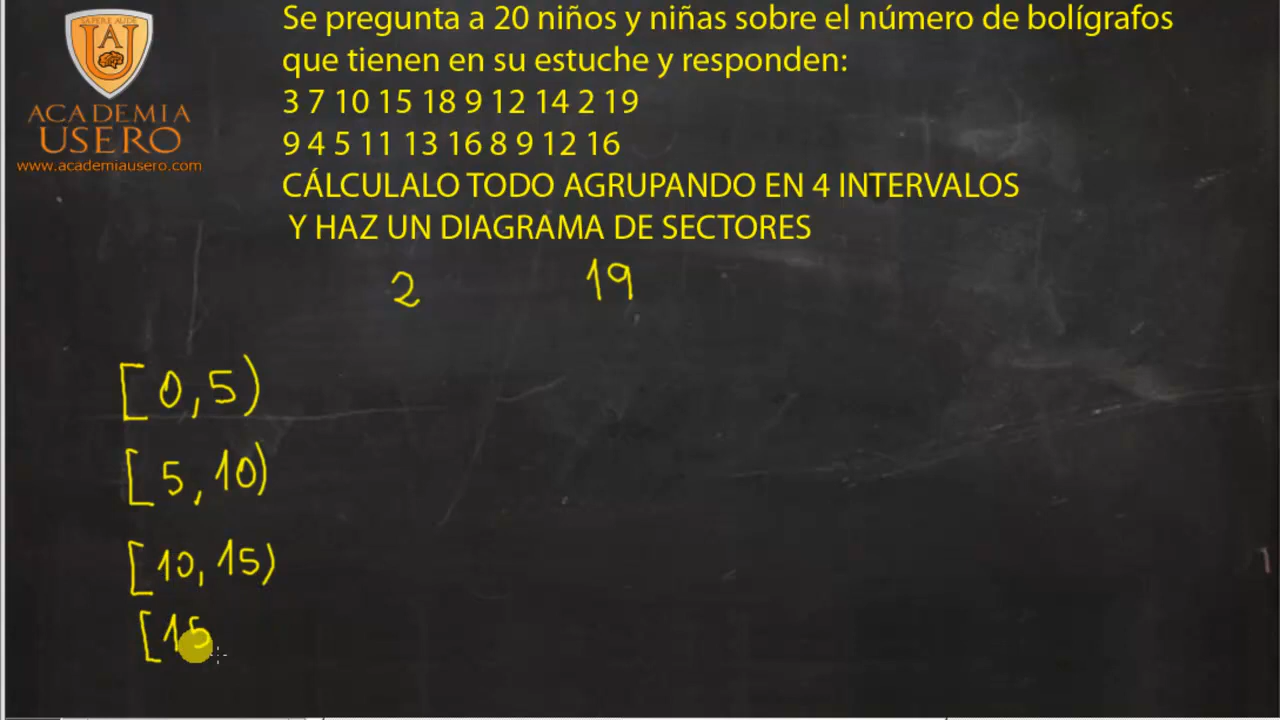 SAPERE AUDE
UA
ACADEMIA
USERO
www.academiausero.com
Se pregunta a 20 niños y niñas sobre el número de bolígrafos
que tienen en su estuche y responden:
3 7 10 15 18 9 12 14 2 19
9 4 5 11 13 16 8 9 12 16
CÁLCULALO TODO AGRUPANDO EN 4 INTERVALOS
Y HAZ UN DIAGRAMA DE SECTORES
2 19
[0,5)
[5,10)
[10,15)
[15